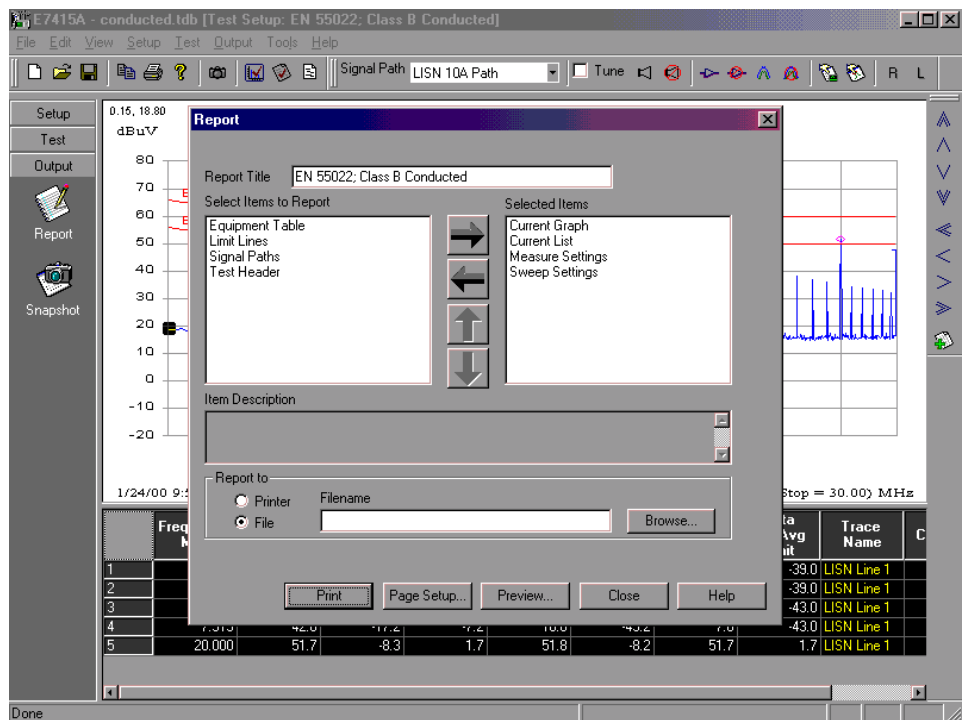 E7415A - conducted.tdb [Test Setup: EN 55022; Class B Conducted]
File Edit View Setup Test Output Tools Help
Signal Path LISN 10A Path Tune R L
Setup
Test
Output
Report
Snapshot
0.15, 18.80
dBuV
80
70
60
50
40
30
20
10
0
-10
-20
1/24/00
Stop = 30.00) MHz
Report
Report Title EN 55022; Class B Conducted
Select Items to Report Selected Items
Equipment Table Current Graph
Limit Lines Current List
Signal Paths Measure Settings
Test Header Sweep Settings
Item Description
Report to
Printer Filename
File Browse...
Print Page Setup... Preview... Close Help
Trace Name
1 -39.0 LISN Line 1
2 -39.0 LISN Line 1
3 -43.0 LISN Line 1
4 -43.0 LISN Line 1
5 20.000 51.7 -8.3 1.7 51.8 -8.2 51.7 1.7 LISN Line 1
Done